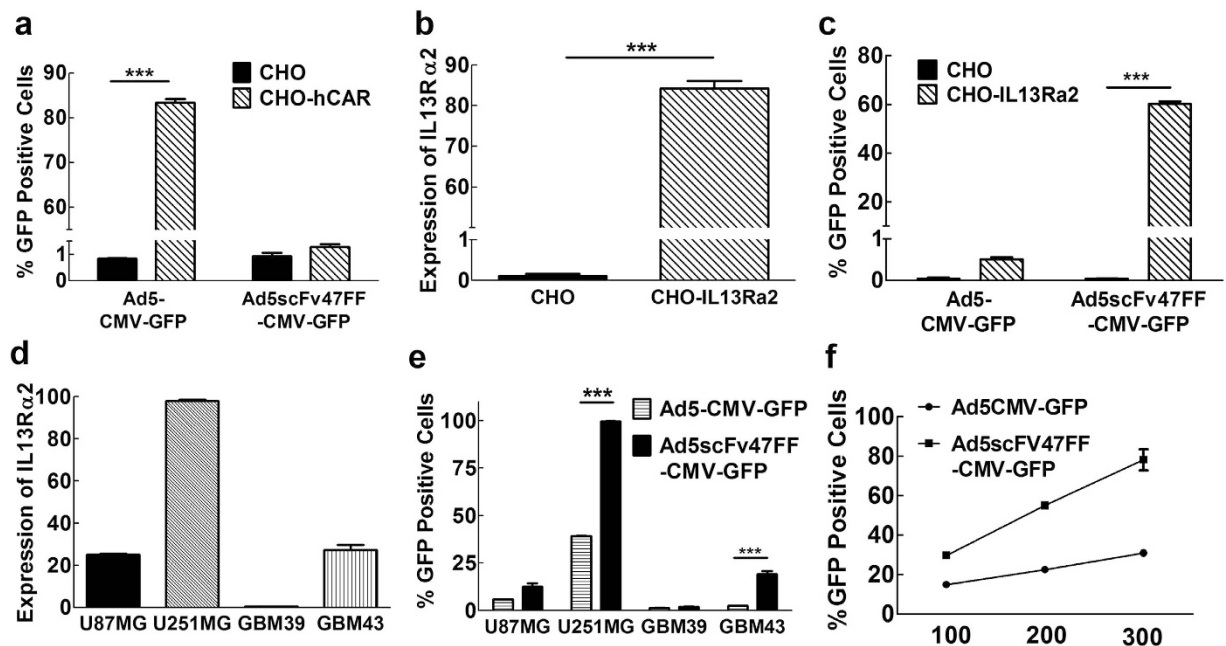 a
% GFP Positive Cells
90
80
70
1
0
***
CHO
CHO-hCAR
Ad5-
CMV-GFP
Ad5scFv47FF
-CMV-GFP
b
Expression of IL13Rα2
90
80
1
0
***
CHO
CHO-IL13Ra2
c
% GFP Positive Cells
80
60
40
20
1
0
CHO
CHO-IL13Ra2
***
Ad5-
CMV-GFP
Ad5scFv47FF
-CMV-GFP
d
Expression of IL13Rα2
100
80
60
40
20
0
U87MG
U251MG
GBM39
GBM43
e
% GFP Positive Cells
100
75
50
25
0
***
Ad5-CMV-GFP
Ad5scFv47FF
-CMV-GFP
***
U87MG
U251MG
GBM39
GBM43
f
%GFP Positive Cells
100
80
60
40
20
0
Ad5CMV-GFP
Ad5scFV47FF
-CMV-GFP
100
200
300